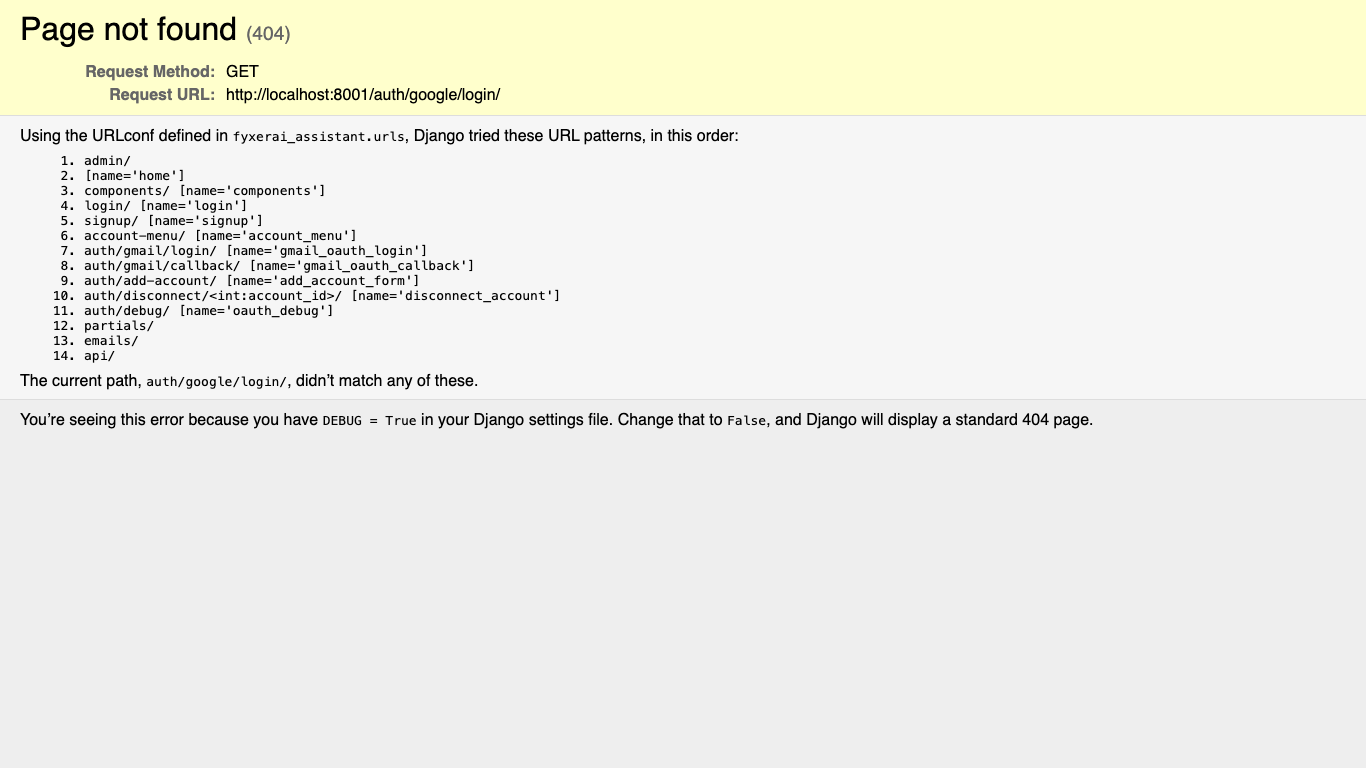 Page not found (404)
Request Method: GET
Request URL: http://localhost:8001/auth/google/login/
Using the URLconf defined in fyxerai_assistant.urls, Django tried these URL patterns, in this order:
1. admin/
2. [name='home']
3. components/ [name='components']
4. login/ [name='login']
5. signup/ [name='signup']
6. account-menu/ [name='account_menu']
7. auth/gmail/login/ [name='gmail_oauth_login']
8. auth/gmail/callback/ [name='gmail_oauth_callback']
9. auth/add-account/ [name='add_account_form']
10. auth/disconnect/<int:account_id>/ [name='disconnect_account']
11. auth/debug/ [name='oauth_debug']
12. partials/
13. emails/
14. api/
The current path, auth/google/login/, didn’t match any of these.
You’re seeing this error because you have DEBUG = True in your Django settings file. Change that to False, and Django will display a standard 404 page.